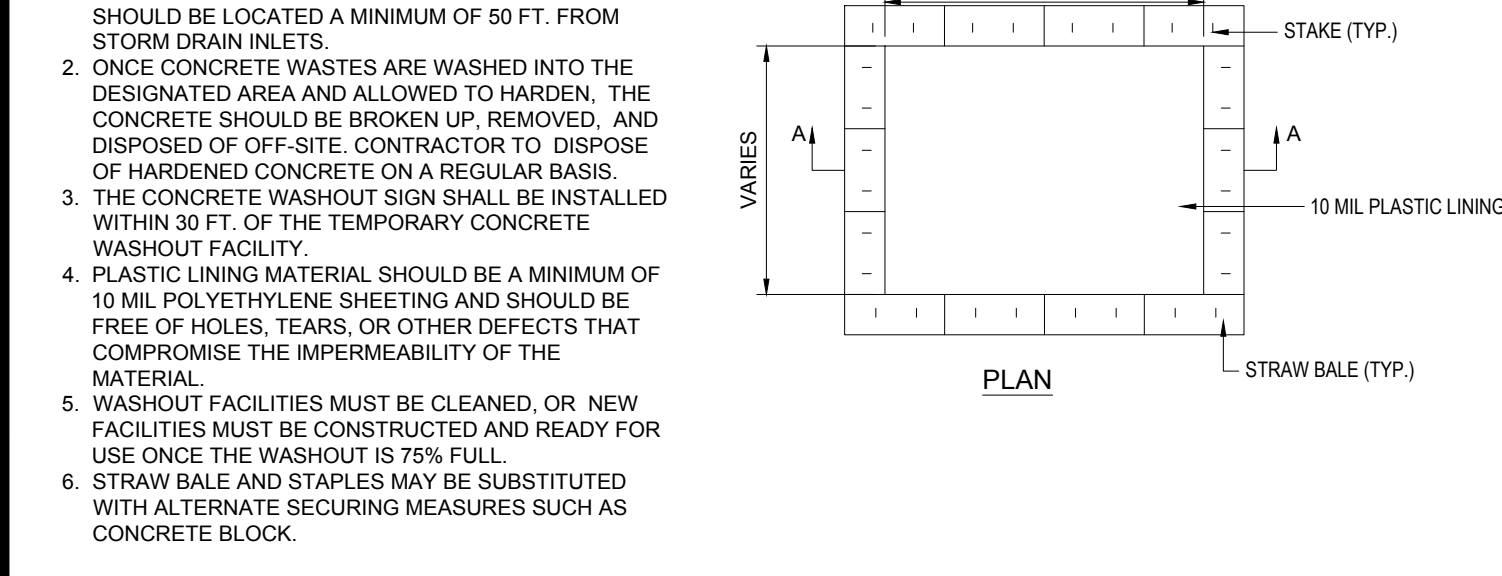 SHOULD BE LOCATED A MINIMUM OF 50 FT. FROM
STORM DRAIN INLETS.
2. ONCE CONCRETE WASTES ARE WASHED INTO THE
DESIGNATED AREA AND ALLOWED TO HARDEN, THE
CONCRETE SHOULD BE BROKEN UP, REMOVED, AND
DISPOSED OF OFF-SITE. CONTRACTOR TO DISPOSE
OF HARDENED CONCRETE ON A REGULAR BASIS.
3. THE CONCRETE WASHOUT SIGN SHALL BE INSTALLED
WITHIN 30 FT. OF THE TEMPORARY CONCRETE
WASHOUT FACILITY.
4. PLASTIC LINING MATERIAL SHOULD BE A MINIMUM OF
10 MIL POLYETHYLENE SHEETING AND SHOULD BE
FREE OF HOLES, TEARS, OR OTHER DEFECTS THAT
COMPROMISE THE IMPERMEABILITY OF THE
MATERIAL.
5. WASHOUT FACILITIES MUST BE CLEANED, OR NEW
FACILITIES MUST BE CONSTRUCTED AND READY FOR
USE ONCE THE WASHOUT IS 75% FULL.
6. STRAW BALE AND STAPLES MAY BE SUBSTITUTED
WITH ALTERNATE SECURING MEASURES SUCH AS
CONCRETE BLOCK.
STAKE (TYP.)
A
A
VARIES
10 MIL PLASTIC LINING
STRAW BALE (TYP.)
PLAN